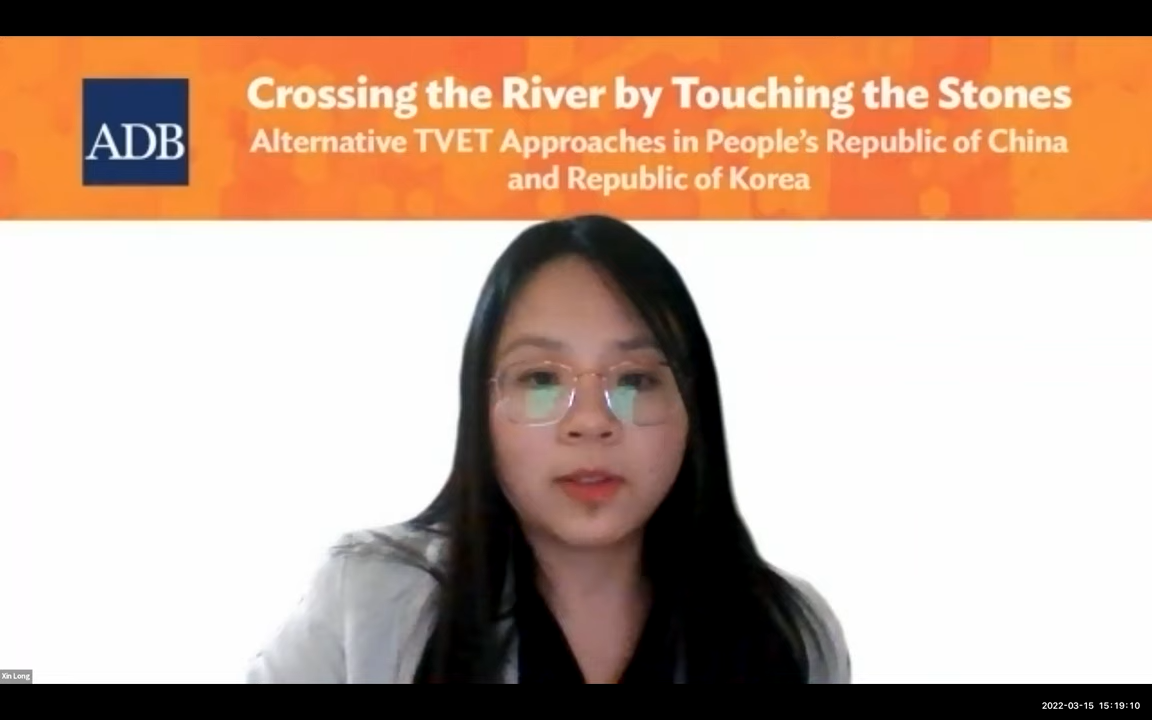 ADB
Crossing the River by Touching the Stones
Alternative TVET Approaches in People's Republic of China
and Republic of Korea
Xin Long
2022-03-15 15:19:10